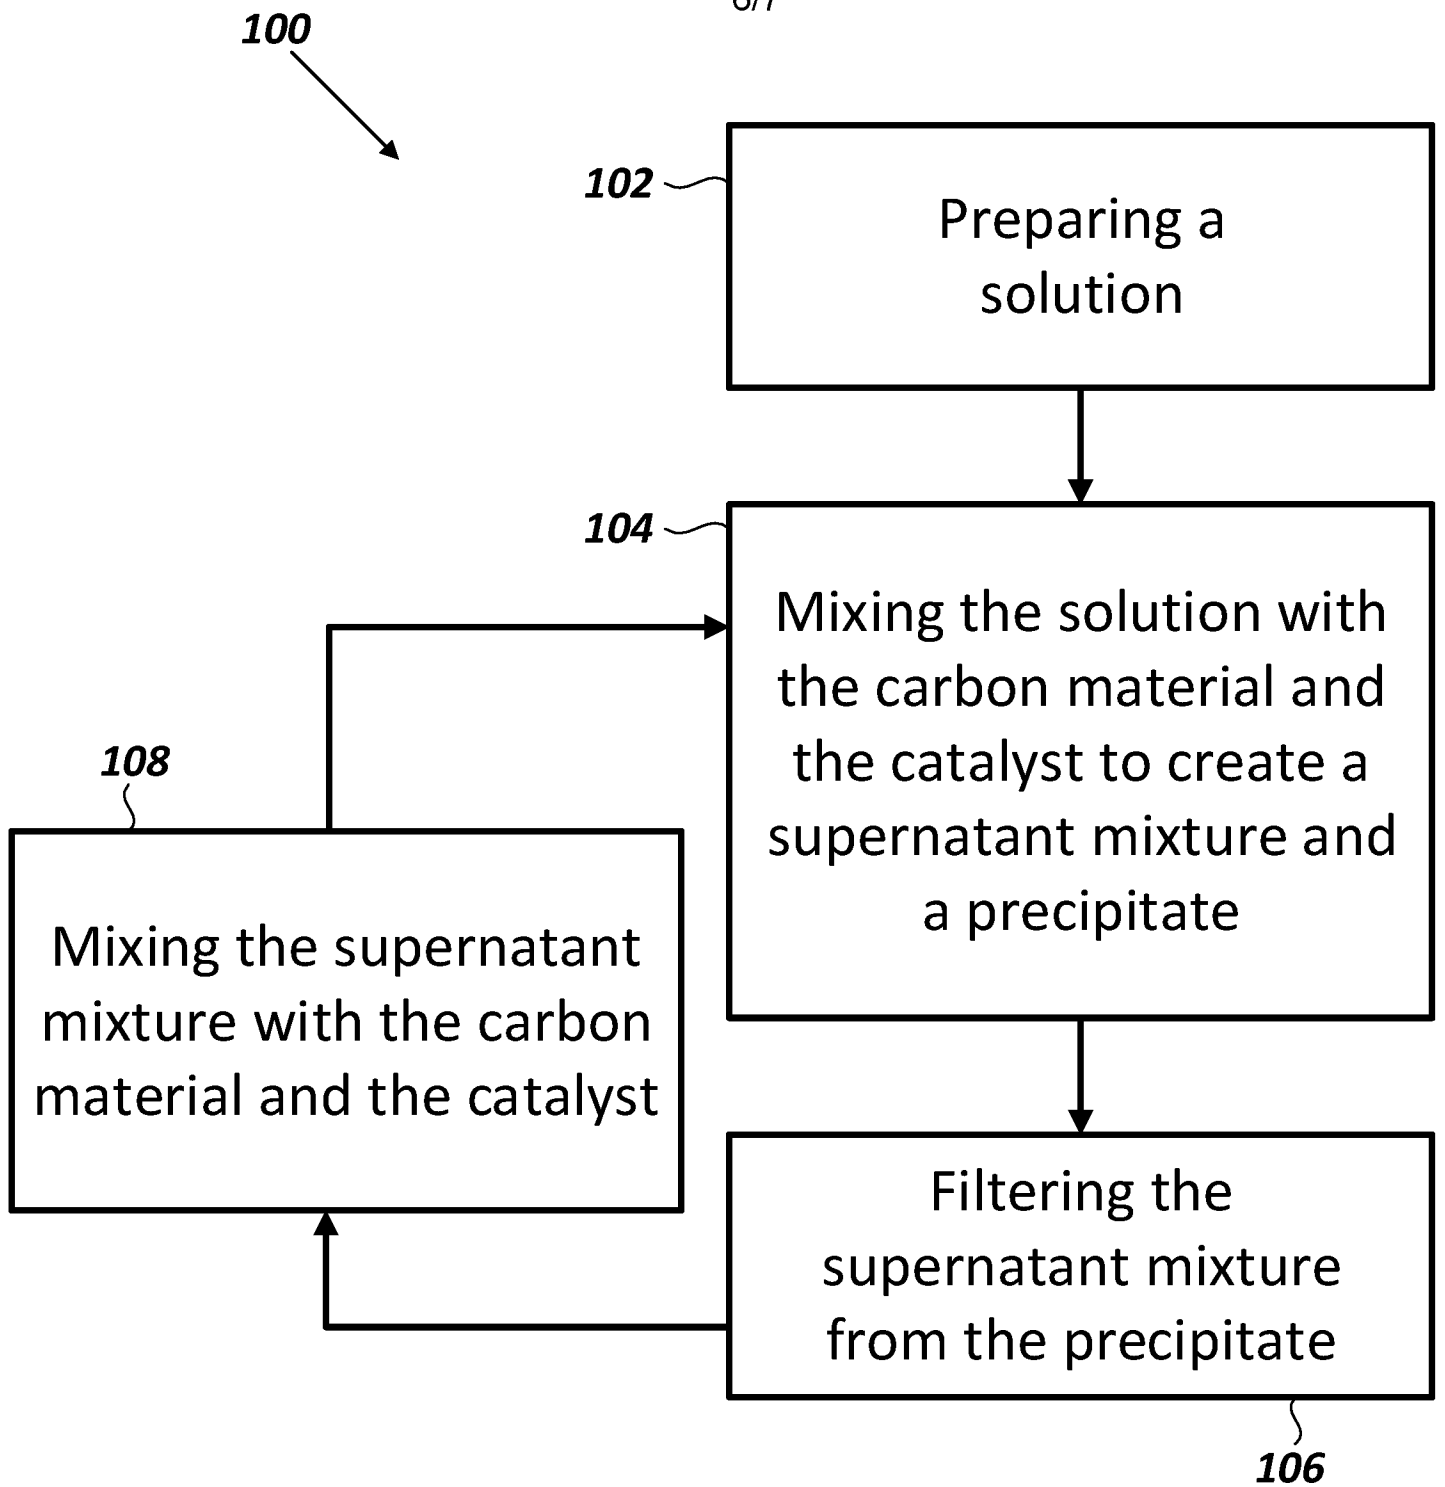 100
102
Preparing a
solution
104
Mixing the solution with
the carbon material and
the catalyst to create a
supernatant mixture and
a precipitate
108
Mixing the supernatant
mixture with the carbon
material and the catalyst
Filtering the
supernatant mixture
from the precipitate
106